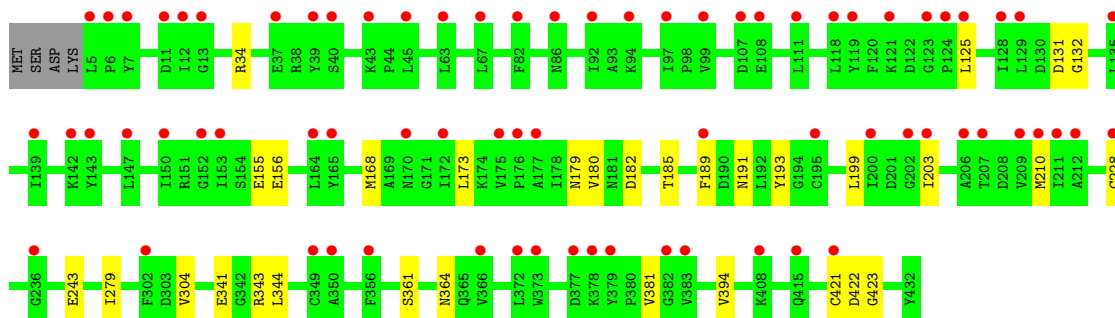 MET SER ASP LYS L5 P6 Y7 D11 I12 G13 R34 E37 R38 Y39 S40 K43 P44 L45 L63 L67 F82 N86 I92 A93 K94 I97 P98 V99 D107 E108 L111 L118 Y119 F120 K121 D122 G123 P124 L125 I128 L129 D130 D131 G132 L135
I139 K142 Y143 L147 I150 R151 G152 I153 S154 E155 E156 L164 Y165 M168 A169 N170 G171 I172 L173 K174 V175 P176 A177 I178 N179 V180 N181 D182 T185 F189 D190 N191 L192 Y193 G194 C195 L199 I200 D201 G202 I203 A206 T207 D208 V209 M210 I211 A212
G236 E243 I279 F302 D303 V304 E341 G342 R343 L344 C349 A350 F356 S361 N364 Q365 V366 L372 W373 D377 K378 Y379 P380 V381 G382 V383 V394 K408 Q415 C421 D422 G423 Y432